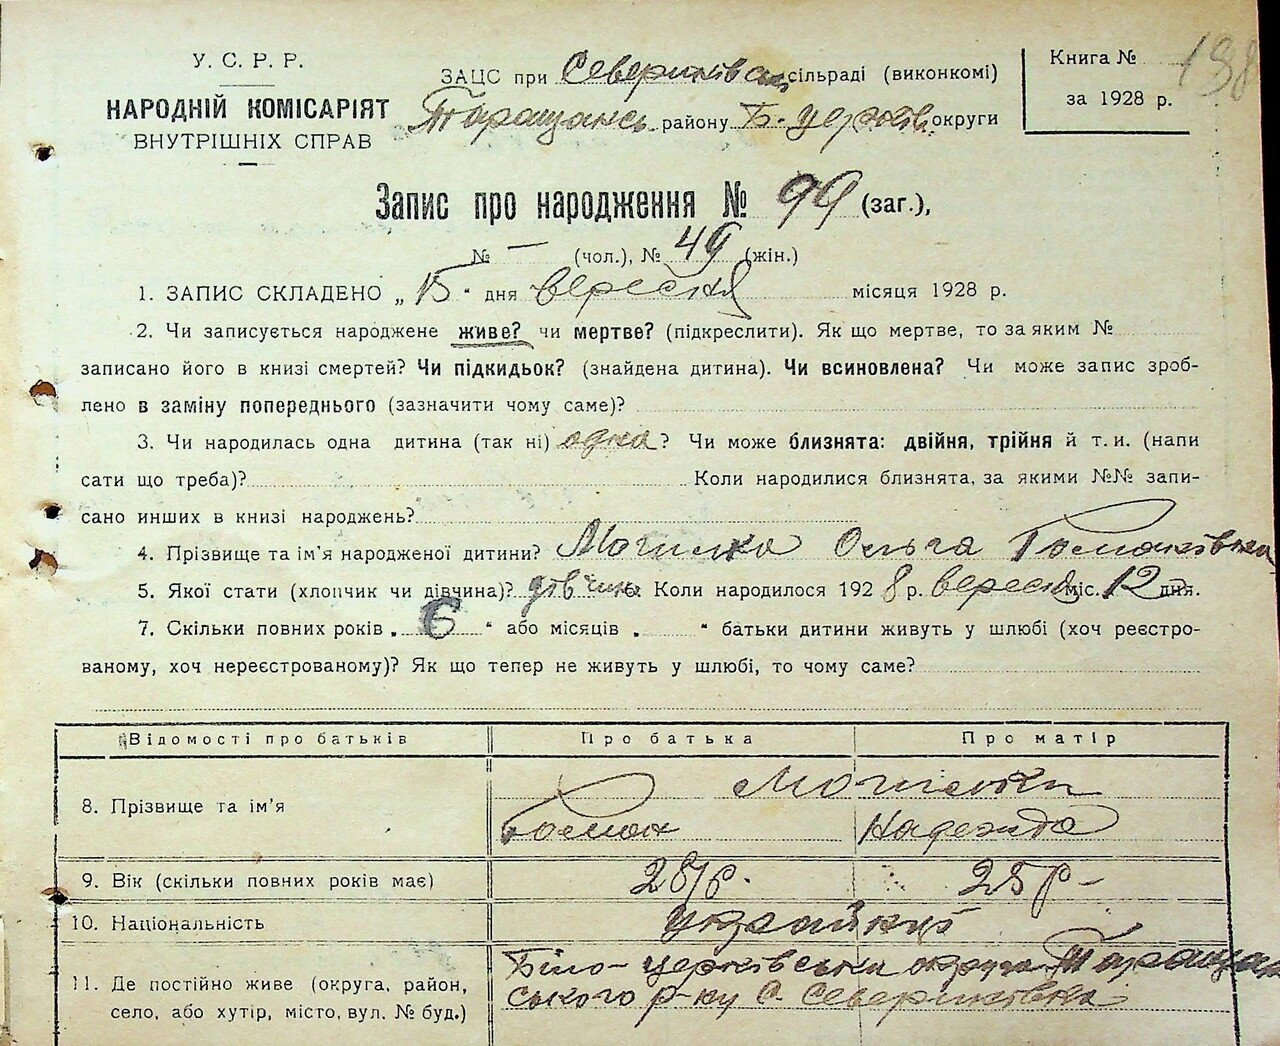 У. С. Р. Р.
НАРОДНІЙ КОМІСАРІЯТ
ВНУТРІШНІХ СПРАВ
ЗАЦС при Северинівськ сільраді (виконкомі)
Таращанськ. району Б-церків. округи
Книга № 198
за 1928 р.
Запис про народження № 99 (заг.),
№ — (чол.), № 49 (жін.)
1. ЗАПИС СКЛАДЕНО „ 15 “ дня вересня місяця 1928 р.
2. Чи записується народжене живе? чи мертве? (підкреслити). Як що мертве, то за яким №
записано його в книзі смертей? Чи підкидьок? (знайдена дитина). Чи всиновлена? Чи може запис зроб-
лено в заміну попереднього (зазначити чому саме)?
3. Чи народилась одна дитина (так ні) одна? Чи може близнята: двійня, трійня й т. и. (напи
сати що треба)? Коли народилися близнята, за якими №№ запи-
сано инших в книзі народжень?
4. Прізвище та ім’я народженої дитини? Ольга Романівна
5. Якої стати (хлопчик чи дівчина)? дівчина Коли народилося 1928 р. вересня міс. 12 дня.
7. Скільки повних років „ 6 “ або місяців „ “ батьки дитини живуть у шлюбі (хоч реєстро-
ваному, хоч нереєстрованому)? Як що тепер не живуть у шлюбі, то чому саме?
Відомості про батьків Про батька Про матір
8. Прізвище та ім’я
Роман Надежда
9. Вік (скільки повних років має) 28 р. 25 р–
10. Національність українці
11. Де постійно живе (округа, район,
село, або хутір, місто, вул. № буд.)
Біло-церківська округа Таращан
ського р-ну С. Северинівка